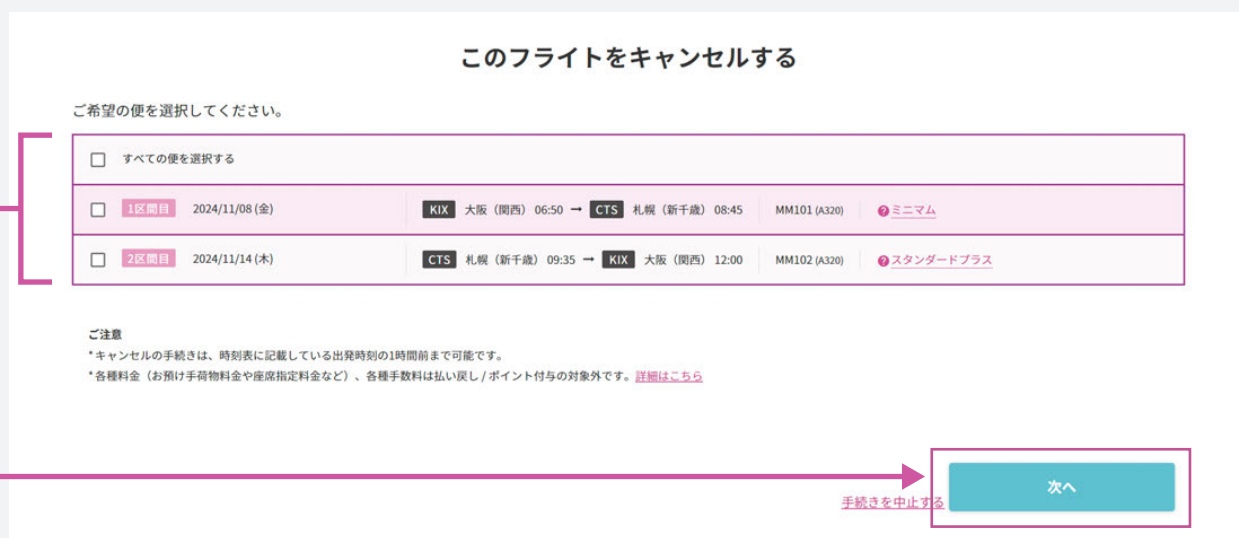 このフライトをキャンセルする
ご希望の便を選択してください。
すべての便を選択する
1区間目 2024/11/08 (金) KIX 大阪（関西） 06:50 → CTS 札幌（新千歳） 08:45 MM101 (A320) ?ミニマム
2区間目 2024/11/14 (木) CTS 札幌（新千歳） 09:35 → KIX 大阪（関西） 12:00 MM102 (A320) ?スタンダードプラス
ご注意
*キャンセルの手続きは、時刻表に記載している出発時刻の1時間前まで可能です。
*各種料金（お預け手荷物料金や座席指定料金など）、各種手数料は払い戻し / ポイント付与の対象外です。詳細はこちら
手続きを中止する 次へ